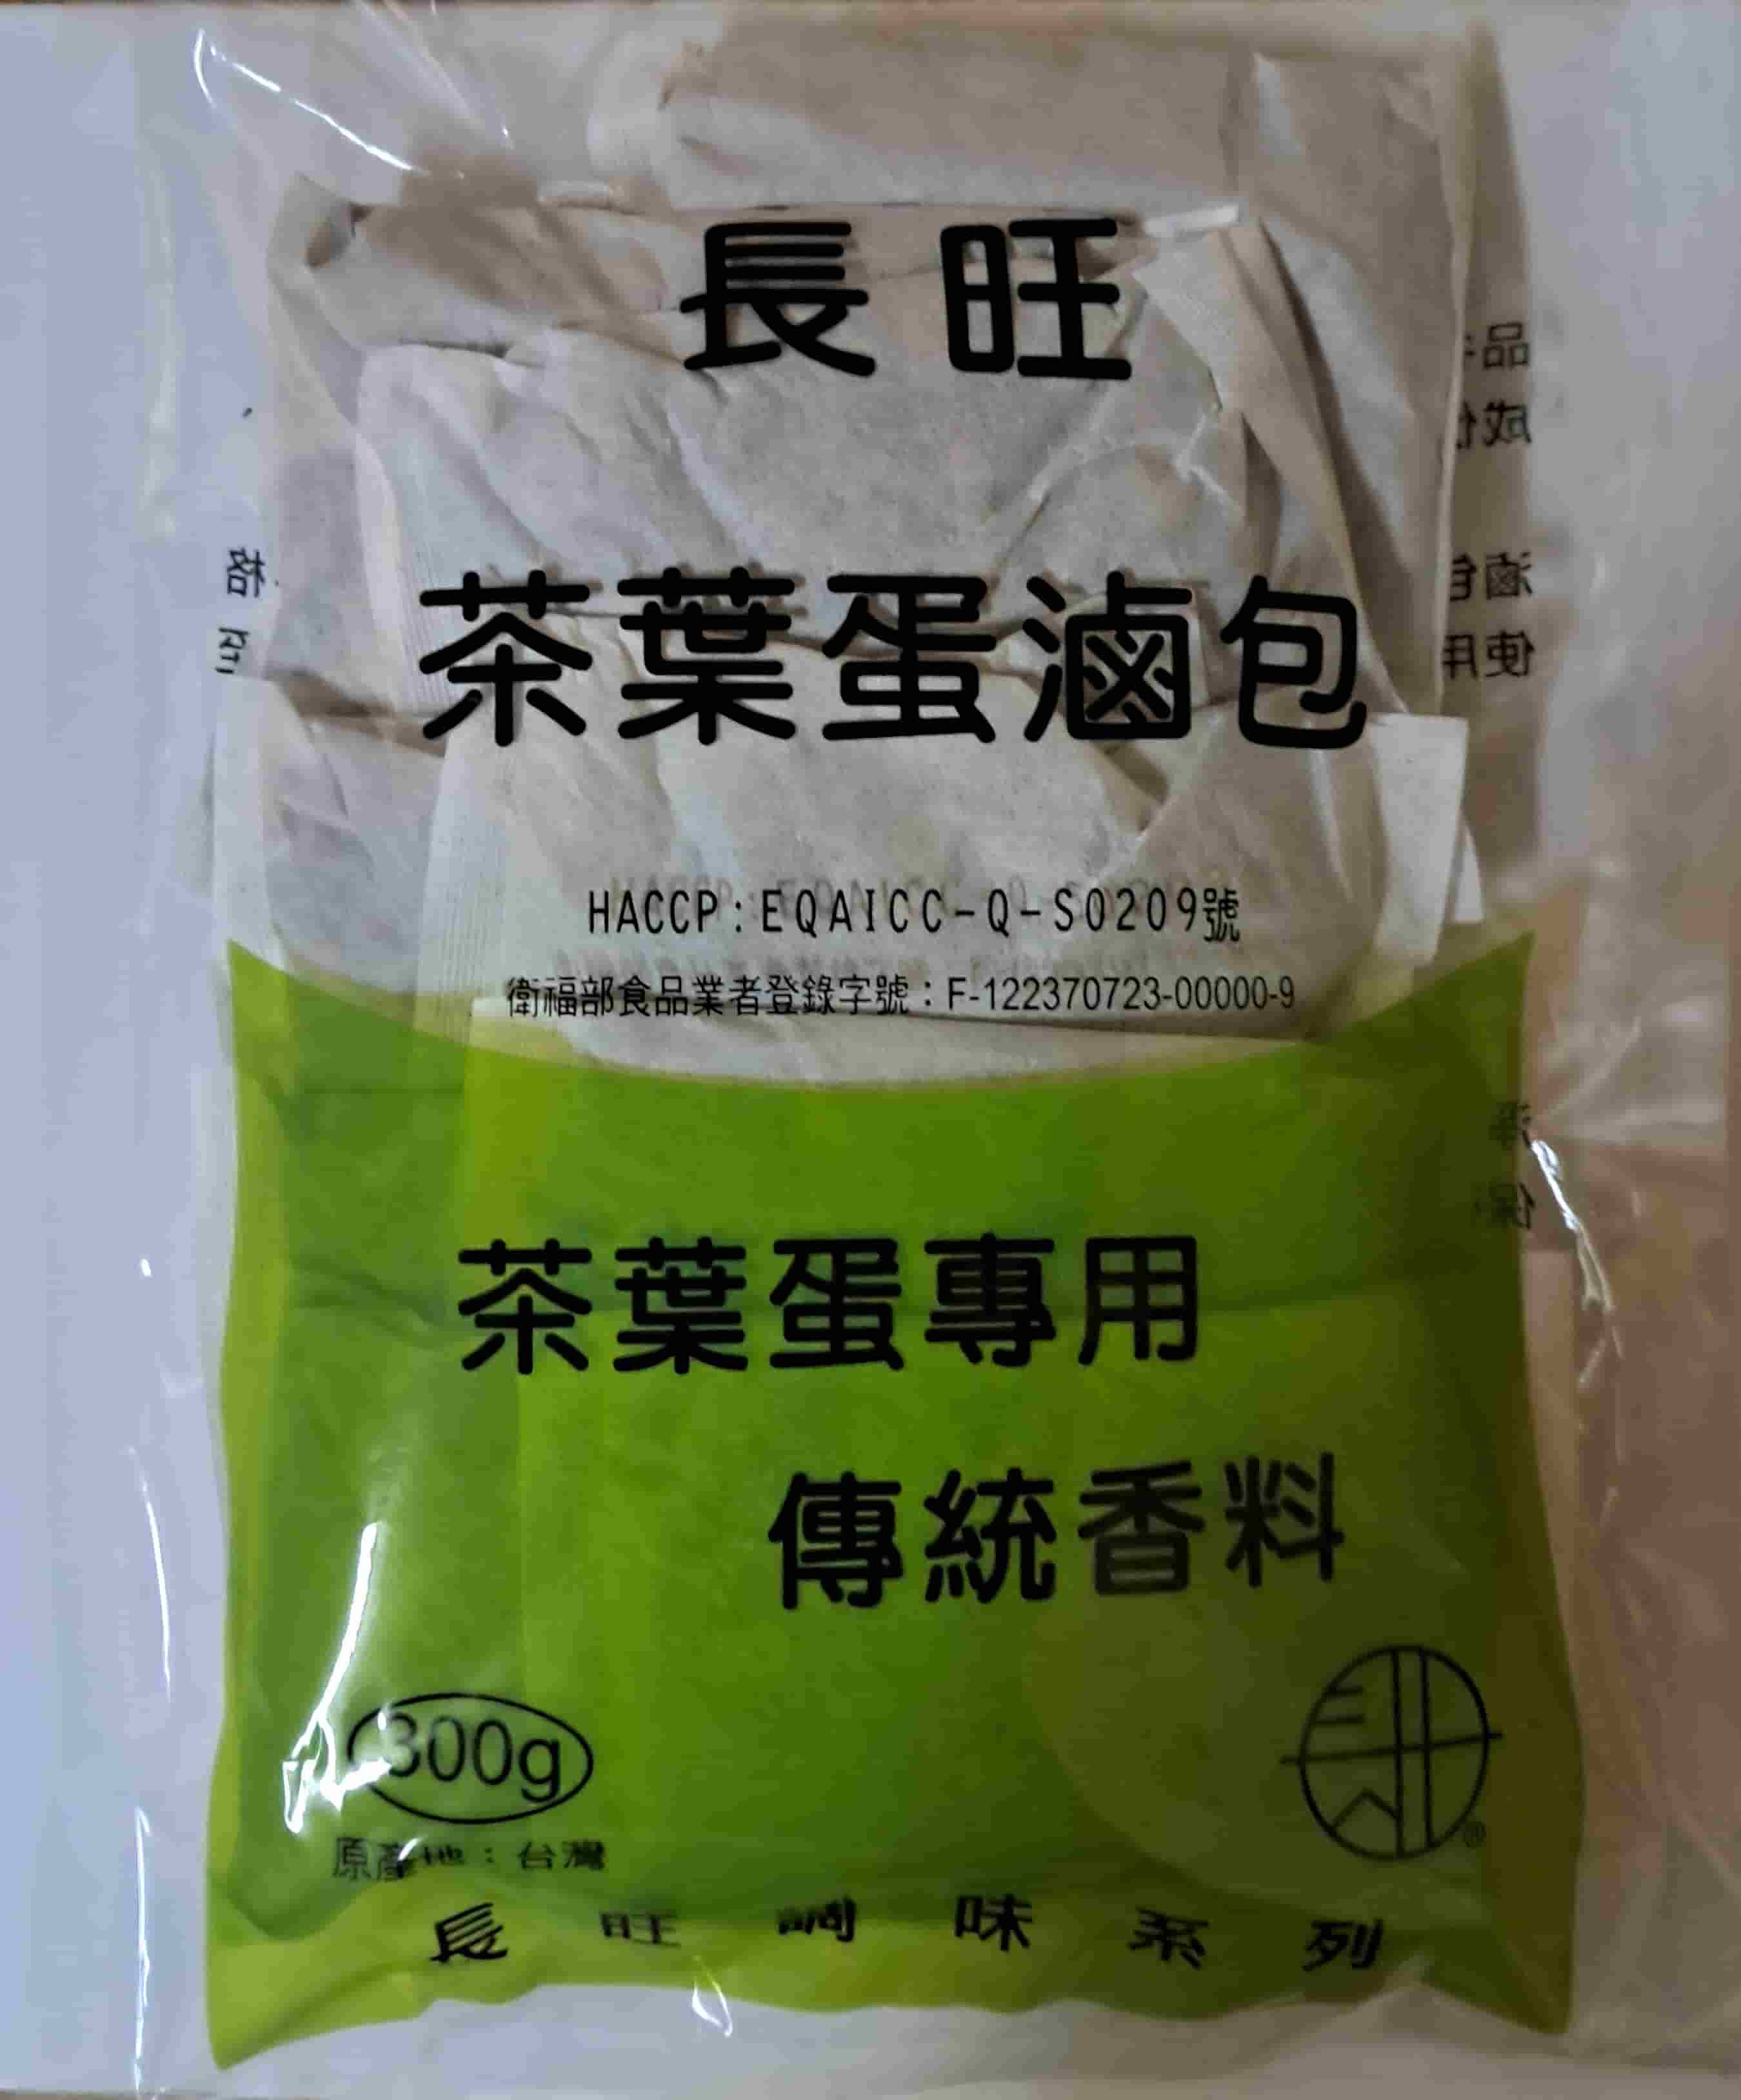 長旺
茶葉蛋滷包
HACCP:EQAICC-Q-S0209號
衛福部食品業者登錄字號：F-122370723-00000-9
茶葉蛋專用
傳統香料
300g
原產地：台灣
長旺調味系列